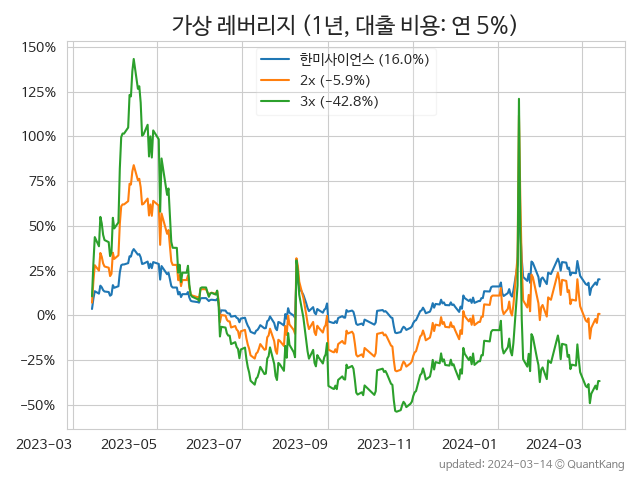 가상 레버리지 (1년, 대출 비용: 연 5%)
한미사이언스 (16.0%)
2x (−5.9%)
3x (−42.8%)
150%
125%
100%
75%
50%
25%
0%
−25%
−50%
2023-03 2023-05 2023-07 2023-09 2023-11 2024-01 2024-03
updated: 2024-03-14 © QuantKang